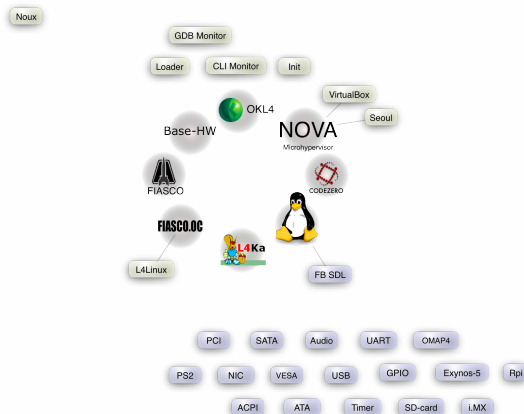 Noux
GDB Monitor
Loader
CLI Monitor
Init
VirtualBox
Seoul
OKL4
NOVA
Microhypervisor
Base-HW
FIASCO
CODEZERO
FIASCO.OC
L4Ka
L4Linux
FB SDL
PCI
SATA
Audio
UART
OMAP4
PS2
NIC
VESA
USB
GPIO
Exynos-5
Rpi
ACPI
ATA
Timer
SD-card
i.MX